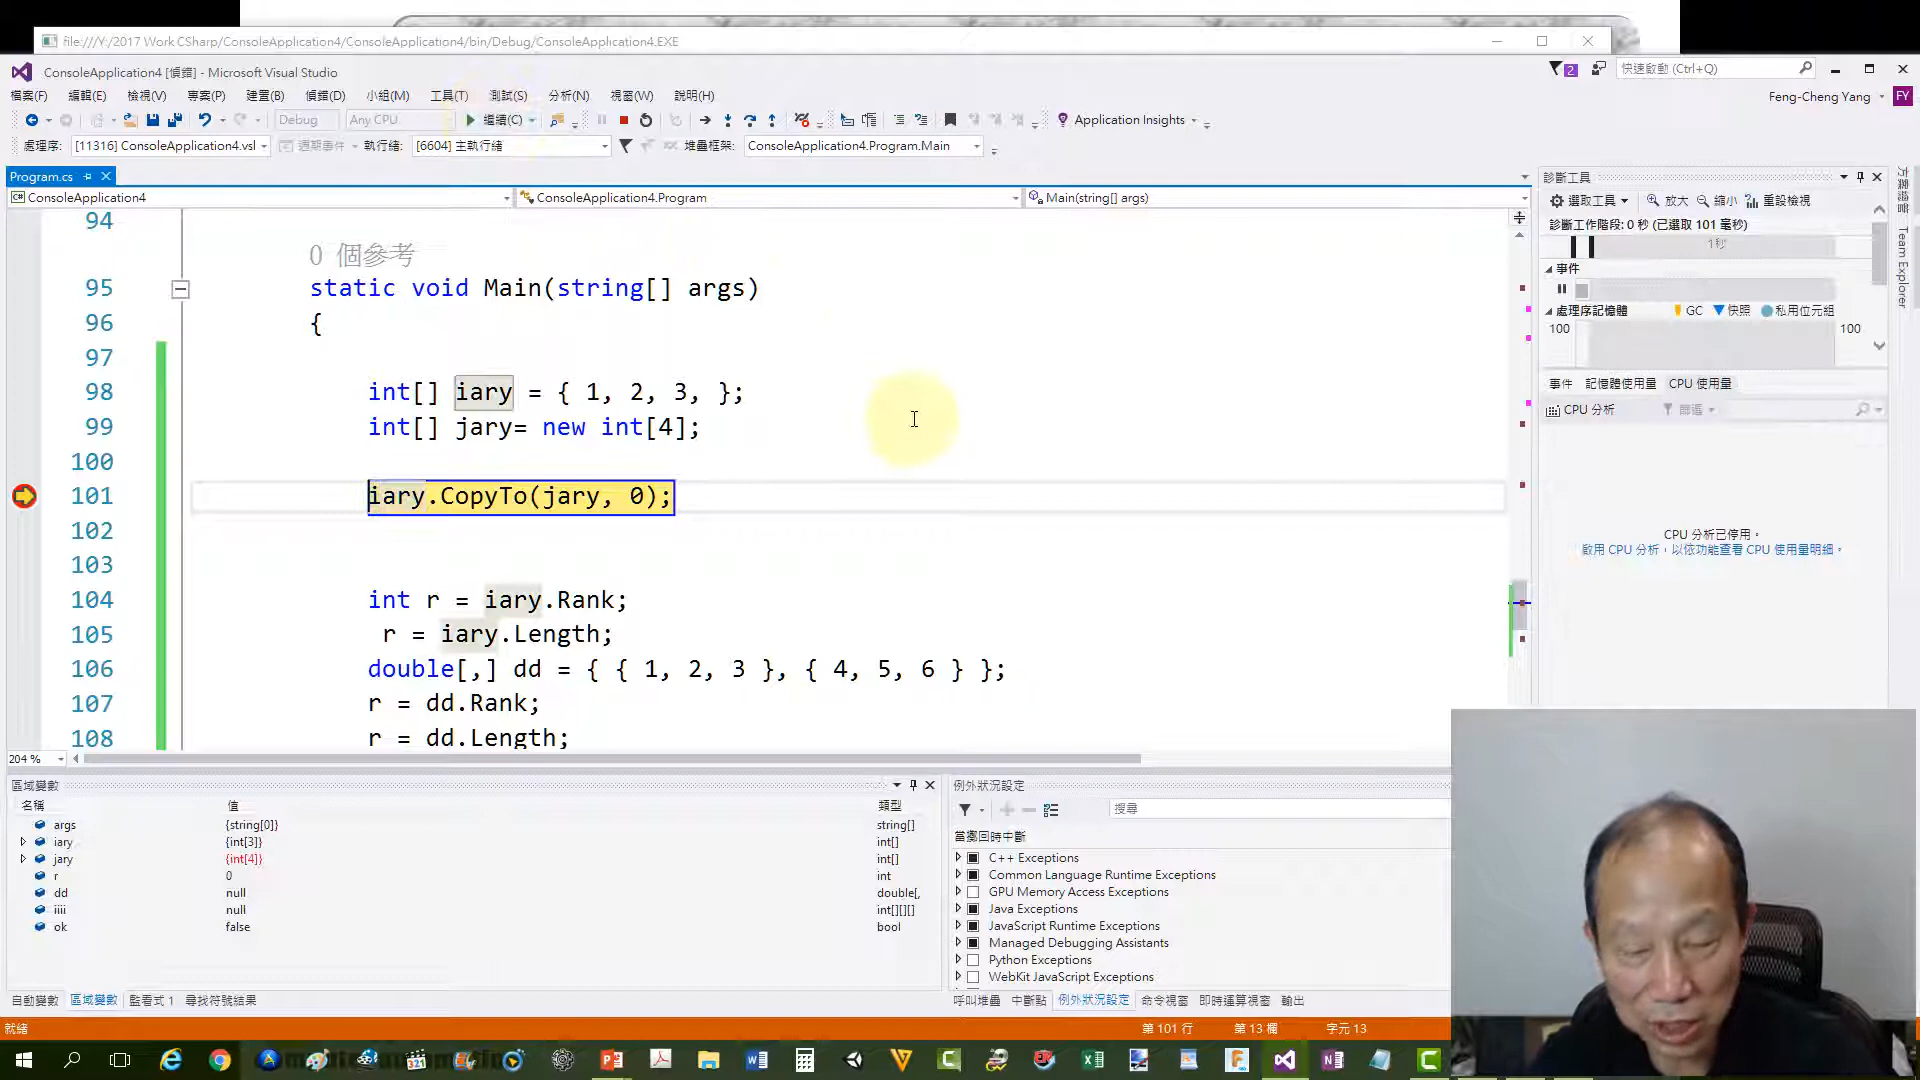 file:///Y:/2017 Work CSharp/ConsoleApplication4/ConsoleApplication4/bin/Debug/ConsoleApplication4.EXE
ConsoleApplication4 [偵錯] - Microsoft Visual Studio
2
快速啟動 (Ctrl+Q)
檔案(F) 編輯(E) 檢視(V) 專案(P) 建置(B) 偵錯(D) 小組(M) 工具(T) 測試(S) 分析(N) 視窗(W) 說明(H)
Feng-Cheng Yang FY
Debug Any CPU 繼續(C) Application Insights
處理序: [11316] ConsoleApplication4.vsl 週期事件 執行緒: [6604] 主執行緒 堆疊框架: ConsoleApplication4.Program.Main
Program.cs
ConsoleApplication4 ConsoleApplication4.Program Main(string[] args)
94
0 個參考
95 static void Main(string[] args)
96 {
97
98 int[] iary = { 1, 2, 3, };
99 int[] jary= new int[4];
100
101 iary.CopyTo(jary, 0);
102
103
104 int r = iary.Rank;
105 r = iary.Length;
106 double[,] dd = { { 1, 2, 3 }, { 4, 5, 6 } };
107 r = dd.Rank;
108 r = dd.Length;
204 %
診斷工具
選取工具 放大 縮小 重設檢視
診斷工作階段: 0 秒 (已選取 101 毫秒)
1秒
事件
處理序記憶體 GC 快照 私用位元組
100 100
事件 記憶體使用量 CPU 使用量
CPU 分析 篩選
CPU 分析已停用。
啟用 CPU 分析，以依功能查看 CPU 使用量明細。
方案總管
Team Explorer
區域變數
名稱 值 類型
args {string[0]} string[]
iary {int[3]} int[]
jary {int[4]} int[]
r 0 int
dd null double[,
iiii null int[][][]
ok false bool
自動變數 區域變數 監看式 1 尋找符號結果
例外狀況設定
搜尋
當擲回時中斷
C++ Exceptions
Common Language Runtime Exceptions
GPU Memory Access Exceptions
Java Exceptions
JavaScript Runtime Exceptions
Managed Debugging Assistants
Python Exceptions
WebKit JavaScript Exceptions
呼叫堆疊 中斷點 例外狀況設定 命令視窗 即時運算視窗 輸出
就緒 第 101 行 第 13 欄 字元 13